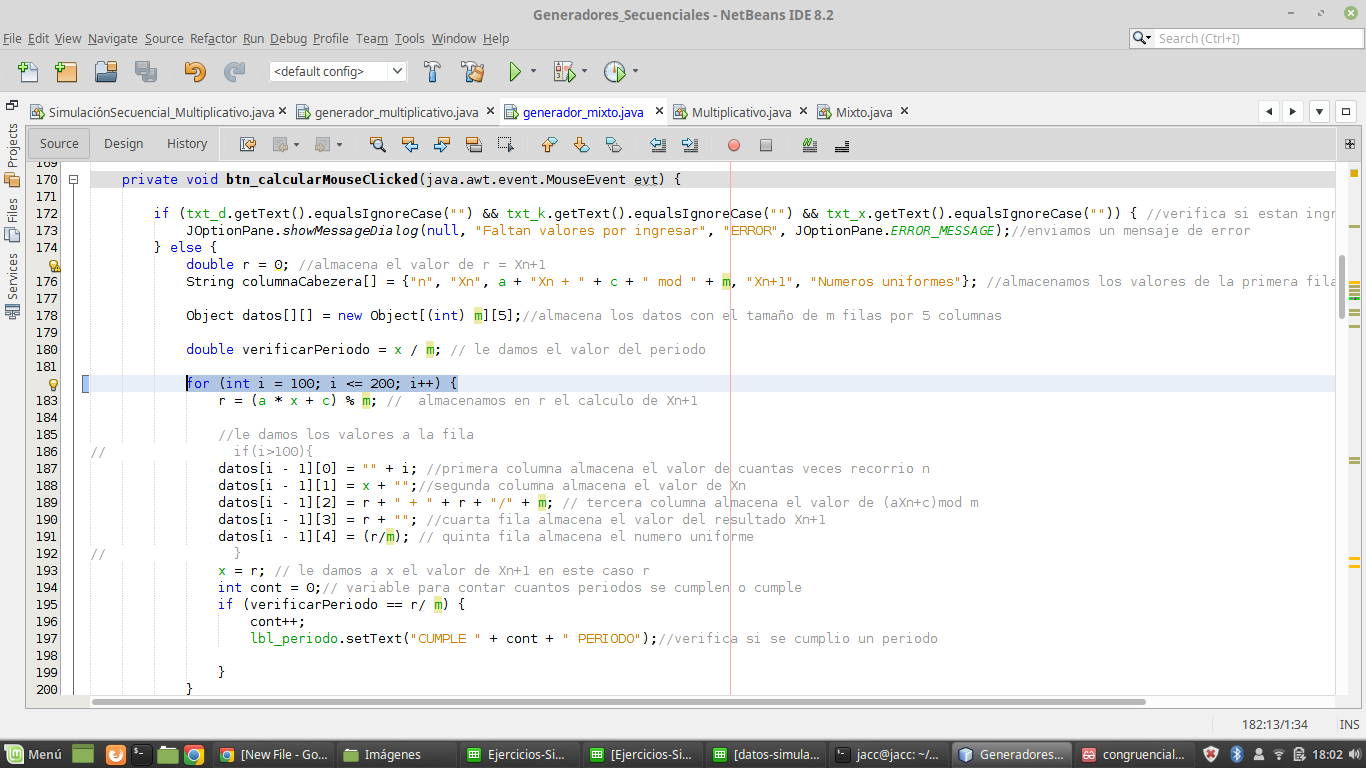 Generadores_Secuenciales - NetBeans IDE 8.2
File Edit View Navigate Source Refactor Run Debug Profile Team Tools Window Help
Search (Ctrl+I)
<default config>
SimulaciónSecuencial_Multiplicativo.java generador_multiplicativo.java generador_mixto.java Multiplicativo.java Mixto.java
Source Design History
Projects
Files
Services
169
170 private void btn_calcularMouseClicked(java.awt.event.MouseEvent evt) {
171
172 if (txt_d.getText().equalsIgnoreCase("") && txt_k.getText().equalsIgnoreCase("") && txt_x.getText().equalsIgnoreCase("")) { //verifica si estan ingr
173 JOptionPane.showMessageDialog(null, "Faltan valores por ingresar", "ERROR", JOptionPane.ERROR_MESSAGE);//enviamos un mensaje de error
174 } else {
double r = 0; //almacena el valor de r = Xn+1
176 String columnaCabezera[] = {"n", "Xn", a + "Xn + " + c + " mod " + m, "Xn+1", "Numeros uniformes"}; //almacenamos los valores de la primera fila
177
178 Object datos[][] = new Object[(int) m][5];//almacena los datos con el tamaño de m filas por 5 columnas
179
180 double verificarPeriodo = x / m; // le damos el valor del periodo
181
for (int i = 100; i <= 200; i++) {
183 r = (a * x + c) % m; //  almacenamos en r el calculo de Xn+1
184
185 //le damos los valores a la fila
186 // if(i>100){
187 datos[i - 1][0] = "" + i; //primera columna almacena el valor de cuantas veces recorrio n
188 datos[i - 1][1] = x + "";//segunda columna almacena el valor de Xn
189 datos[i - 1][2] = r + " + " + r + "/" + m; // tercera columna almacena el valor de (aXn+c)mod m
190 datos[i - 1][3] = r + ""; //cuarta fila almacena el valor del resultado Xn+1
191 datos[i - 1][4] = (r/m); // quinta fila almacena el numero uniforme
192 // }
193 x = r; // le damos a x el valor de Xn+1 en este caso r
194 int cont = 0;// variable para contar cuantos periodos se cumplen o cumple
195 if (verificarPeriodo == r/ m) {
196 cont++;
197 lbl_periodo.setText("CUMPLE " + cont + " PERIODO");//verifica si se cumplio un periodo
198
199 }
200 }
182:13/1:34 INS
Menú [New File - Go... Imágenes Ejercicios-Si... [Ejercicios-Si... [datos-simula... jacc@jacc: ~/... Generadores... congruencial... 18:02